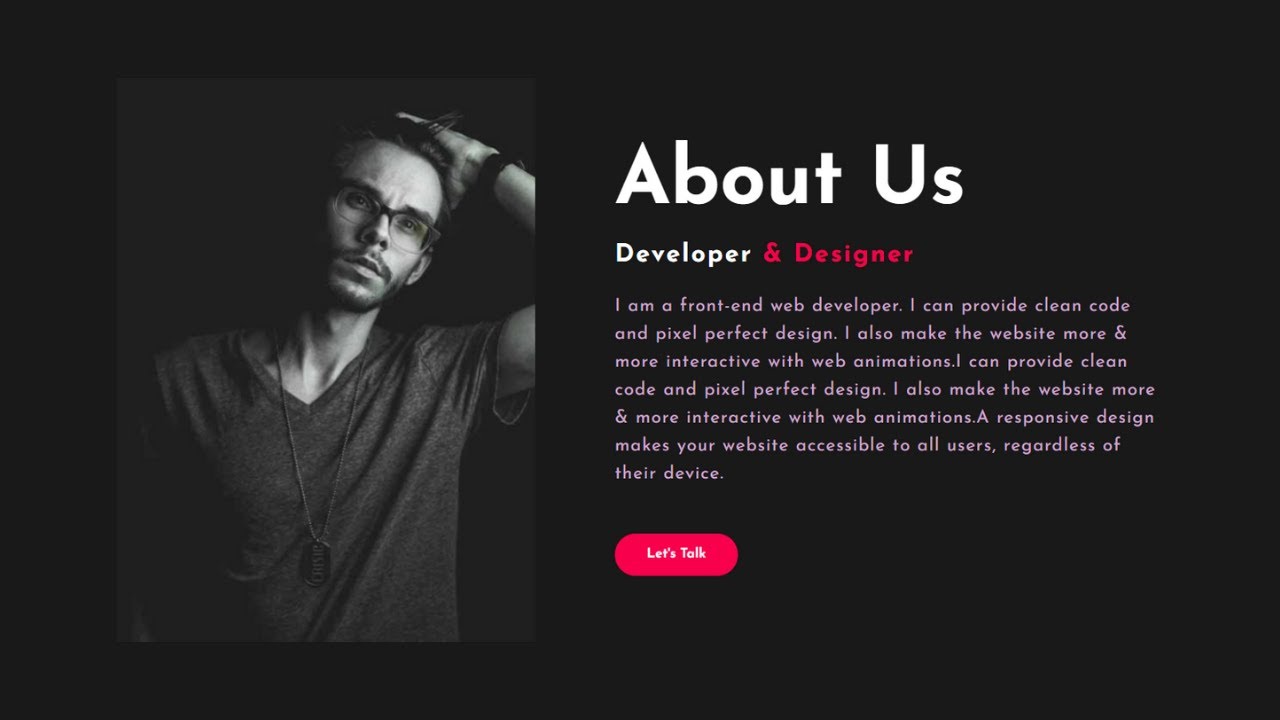 About Us
Developer & Designer
I am a front-end web developer. I can provide clean code
and pixel perfect design. I also make the website more &
more interactive with web animations.I can provide clean
code and pixel perfect design. I also make the website more
& more interactive with web animations.A responsive design
makes your website accessible to all users, regardless of
their device.
Let's Talk